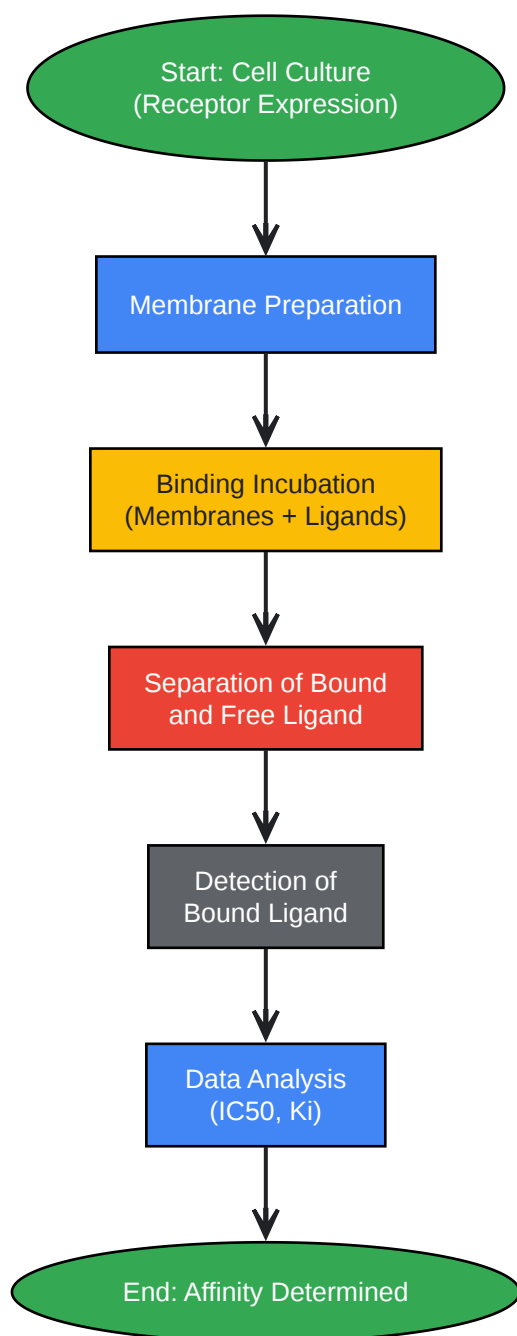 Start: Cell Culture
(Receptor Expression)
Membrane Preparation
Binding Incubation
(Membranes + Ligands)
Separation of Bound
and Free Ligand
Detection of
Bound Ligand
Data Analysis
(IC50, Ki)
End: Affinity Determined